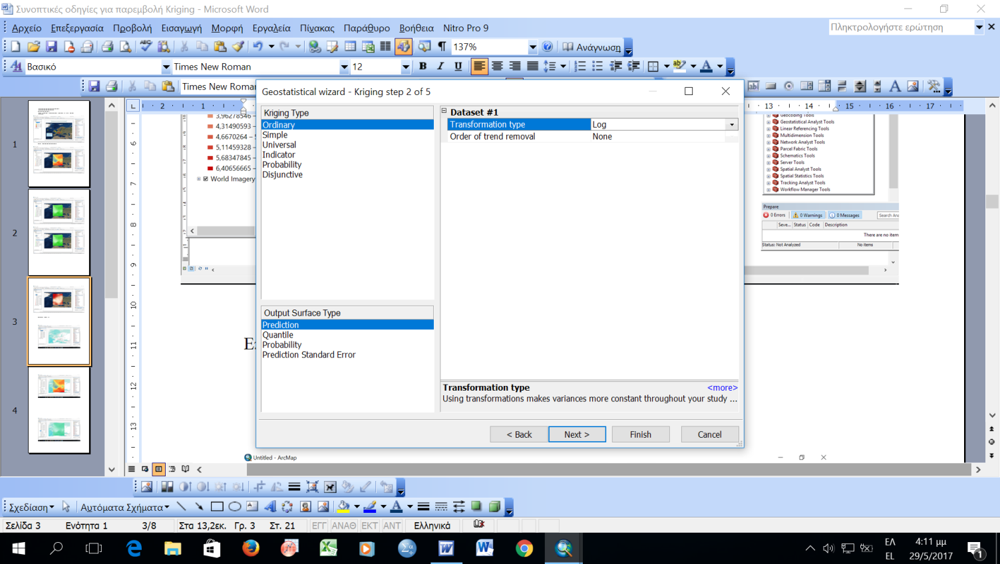 Συνοπτικές οδηγίες για παρεμβολή Kriging - Microsoft Word
Αρχείο Επεξεργασία Προβολή Εισαγωγή Μορφή Εργαλεία Πίνακας Παράθυρο Βοήθεια Nitro Pro 9
Πληκτρολογήστε ερώτηση
137%
Ανάγνωση
Βασικό
Times New Roman
12
Times New Roman
Geostatistical wizard - Kriging step 2 of 5
Kriging Type
Ordinary
Simple
Universal
Indicator
Probability
Disjunctive
Output Surface Type
Prediction
Quantile
Probability
Prediction Standard Error
Dataset #1
Transformation type Log
Order of trend removal None
Transformation type <more>
Using transformations makes variances more constant throughout your study ...
< Back Next > Finish Cancel
3,96278546 –
4,31490593 –
4,6670264 –
5,11459328 –
5,68347845 –
6,40656665 –
World Imagery
Geocoding Tools
Geostatistical Analyst Tools
Linear Referencing Tools
Multidimension Tools
Network Analyst Tools
Parcel Fabric Tools
Schematics Tools
Server Tools
Spatial Analyst Tools
Spatial Statistics Tools
Tracking Analyst Tools
Workflow Manager Tools
Prepare
0 Errors 0 Warnings 0 Messages
Seve... Status Code Description
There are no item
Status: Not Analyzed No items
Untitled - ArcMap
1
2
3
4
Σχεδίαση Αυτόματα Σχήματα
Σελίδα 3 Ενότητα 1 3/8 Στα 13,2εκ. Γρ. 3 Στ. 21 ΕΓΓ ΑΝΑΘ ΕΚΤ ΑΝΤ Ελληνικά
ΕΛ
EL
4:11 μμ
29/5/2017
1